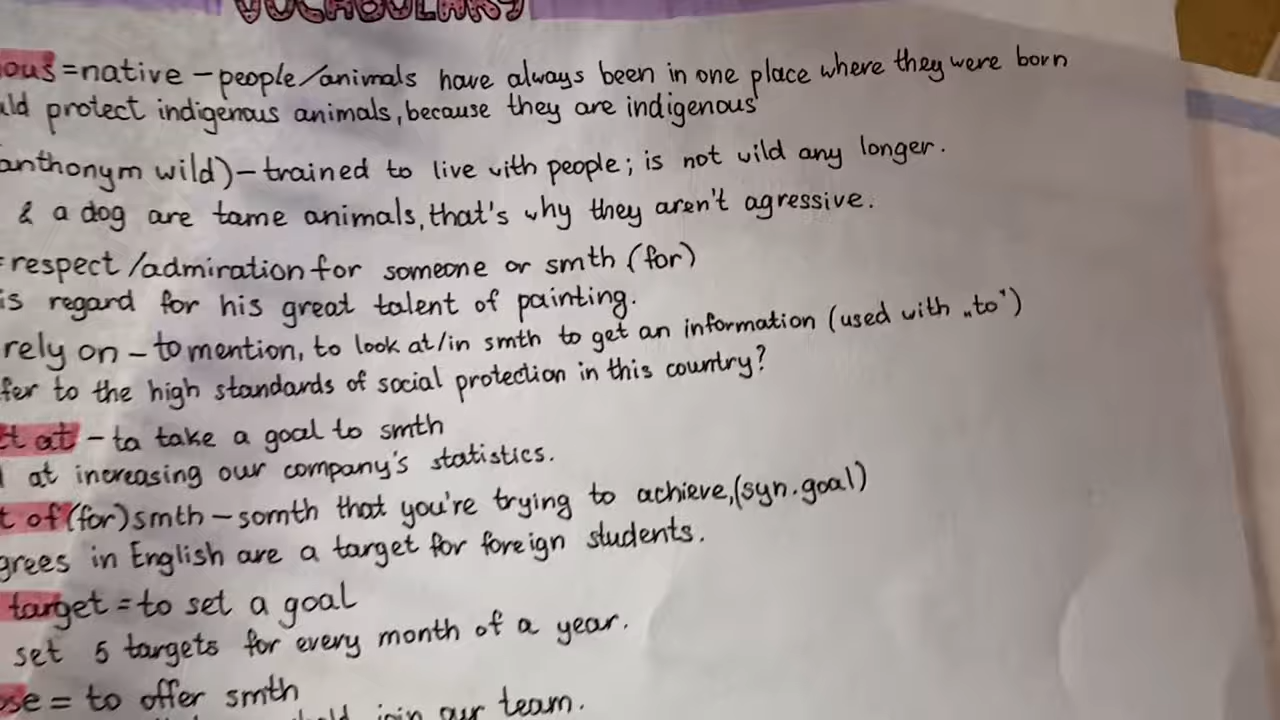 VOCABULARY
ous = native – people/animals have always been in one place where they were born
uld protect indigenous animals, because they are indigenous
anthonym wild) – trained to live with people; is not wild any longer.
& a dog are tame animals, that's why they aren't agressive.
= respect/admiration for someone or smth (for)
is regard for his great talent of painting.
rely on – to mention, to look at/in smth to get an information (used with „to")
fer to the high standards of social protection in this country?
t at – to take a goal to smth
at increasing our company's statistics.
t of (for) smth – somth that you're trying to achieve, (syn. goal)
grees in English are a target for foreign students.
target = to set a goal
set 5 targets for every month of a year.
ose = to offer smth
join our team.